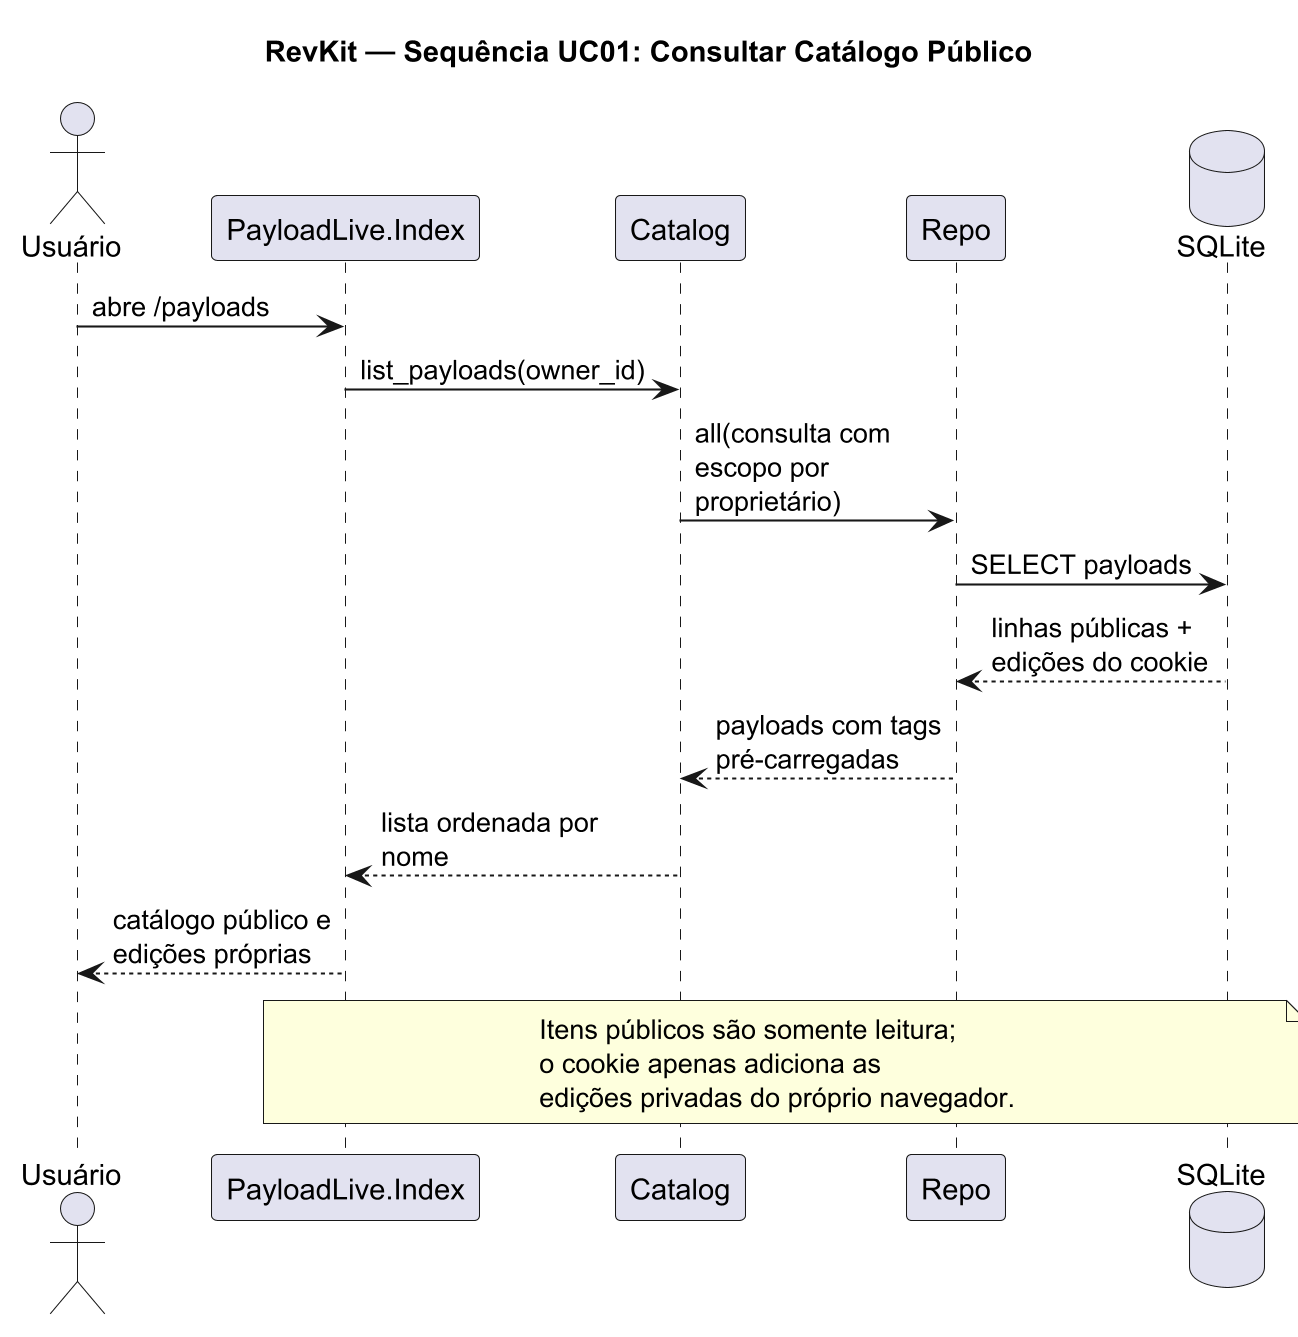 RevKit — Sequência UC01: Consultar Catálogo Público
Usuário
PayloadLive.Index
Catalog
Repo
SQLite
abre /payloads
list_payloads(owner_id)
all(consulta com
escopo por
proprietário)
SELECT payloads
linhas públicas +
edições do cookie
payloads com tags
pré-carregadas
lista ordenada por
nome
catálogo público e
edições próprias
Itens públicos são somente leitura;
o cookie apenas adiciona as
edições privadas do próprio navegador.
Usuário
PayloadLive.Index
Catalog
Repo
SQLite